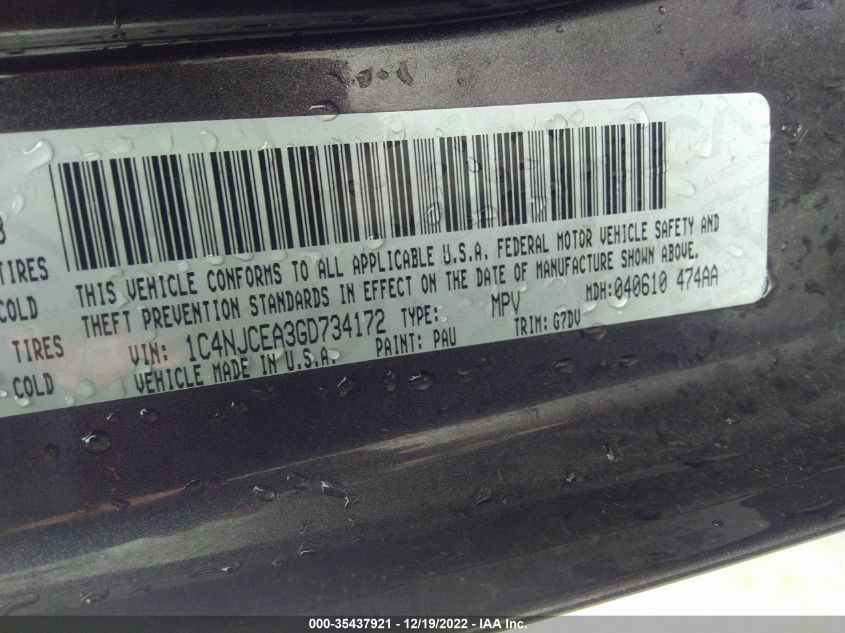 3
TIRES
COLD
TIRES
COLD
THIS VEHICLE CONFORMS TO ALL APPLICABLE U.S.A. FEDERAL MOTOR VEHICLE SAFETY AND
THEFT PREVENTION STANDARDS IN EFFECT ON THE DATE OF MANUFACTURE SHOWN ABOVE.
VIN: 1C4NJCEA3GD734172 TYPE: MPV MDH:040610 474AA
VEHICLE MADE IN U.S.A. PAINT: PAU TRIM: G7DV
000-35437921 - 12/19/2022 - IAA Inc.